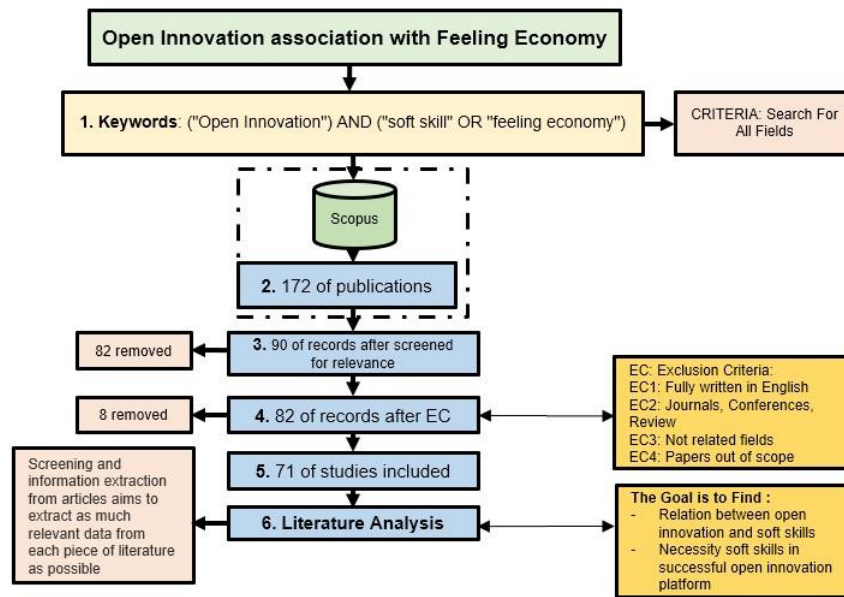 Open Innovation association with Feeling Economy
1. Keywords: ("Open Innovation") AND ("soft skill" OR "feeling economy")
CRITERIA: Search For
All Fields
Scopus
2. 172 of publications
82 removed
3. 90 of records after screened
for relevance
8 removed
4. 82 of records after EC
EC: Exclusion Criteria:
EC1: Fully written in English
EC2: Journals, Conferences,
Review
EC3: Not related fields
EC4: Papers out of scope
5. 71 of studies included
Screening and
information extraction
from articles aims to
extract as much
relevant data from
each piece of literature
as possible
6. Literature Analysis
The Goal is to Find :
- Relation between open
innovation and soft skills
- Necessity soft skills in
successful open innovation
platform